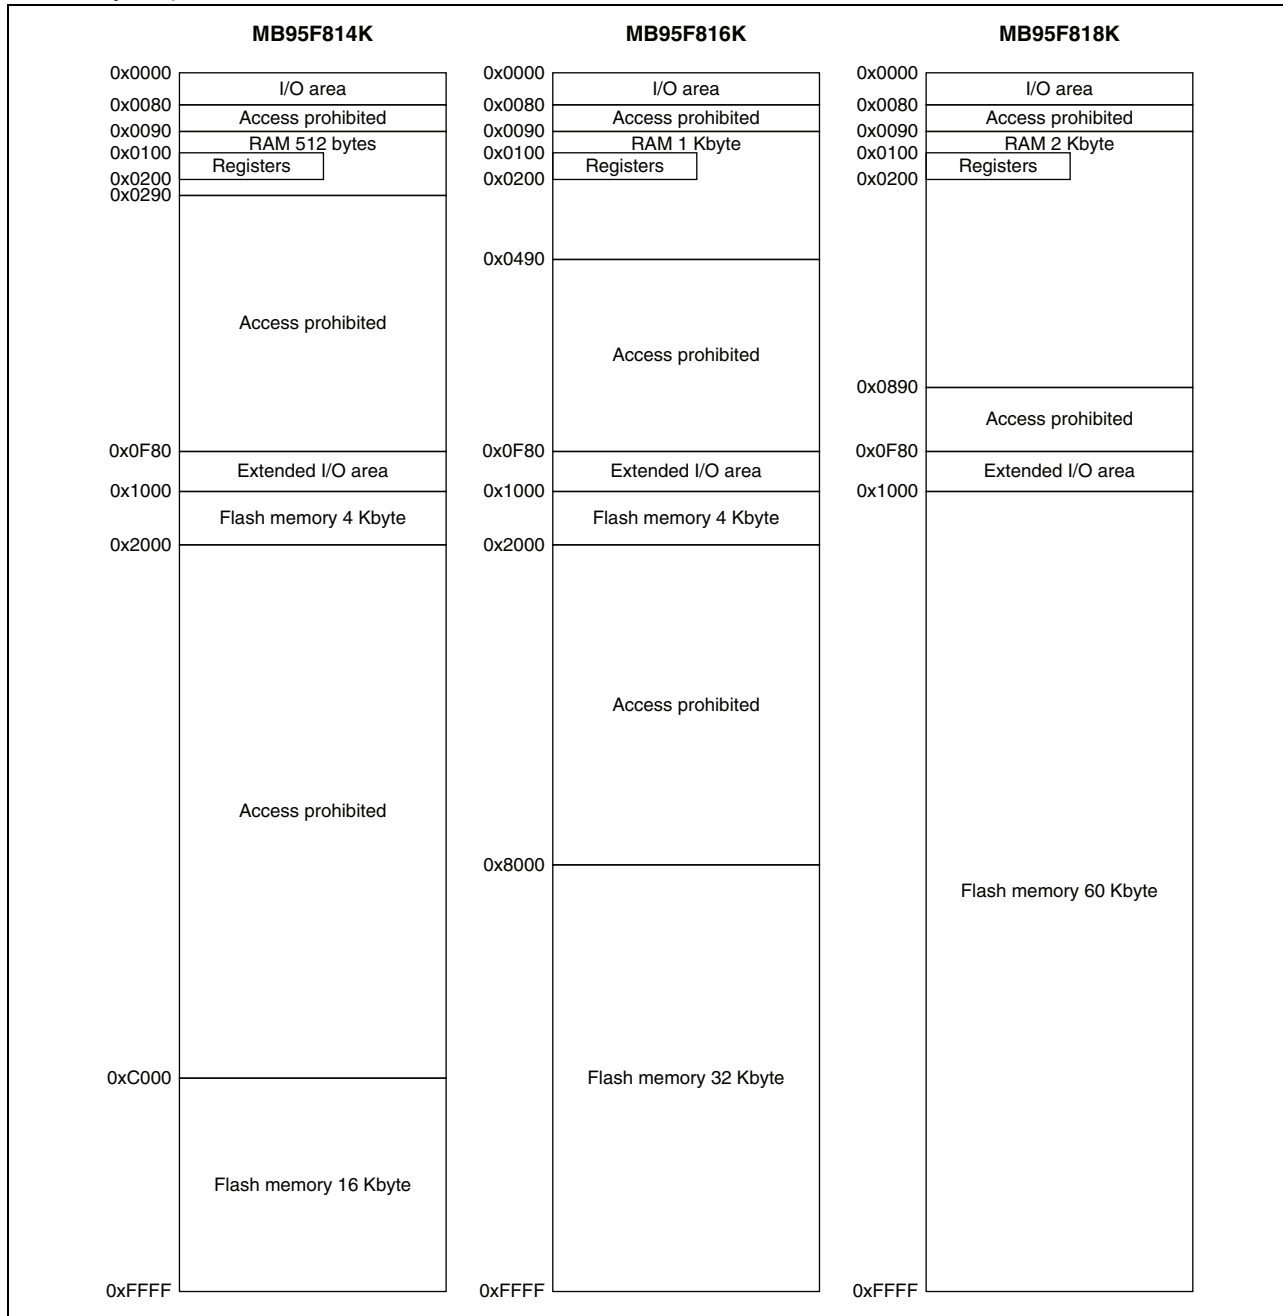 MB95F814K
0x0000
I/O area
0x0080
Access prohibited
0x0090
RAM 512 bytes
0x0100
Registers
0x0200
0x0290
Access prohibited
0x0F80
Extended I/O area
0x1000
Flash memory 4 Kbyte
0x2000
Access prohibited
0xC000
Flash memory 16 Kbyte
0xFFFF
MB95F816K
0x0000
I/O area
0x0080
Access prohibited
0x0090
RAM 1 Kbyte
0x0100
Registers
0x0200
0x0490
Access prohibited
0x0F80
Extended I/O area
0x1000
Flash memory 4 Kbyte
0x2000
Access prohibited
0x8000
Flash memory 32 Kbyte
0xFFFF
MB95F818K
0x0000
I/O area
0x0080
Access prohibited
0x0090
RAM 2 Kbyte
0x0100
Registers
0x0200
0x0890
Access prohibited
0x0F80
Extended I/O area
0x1000
Flash memory 60 Kbyte
0xFFFF